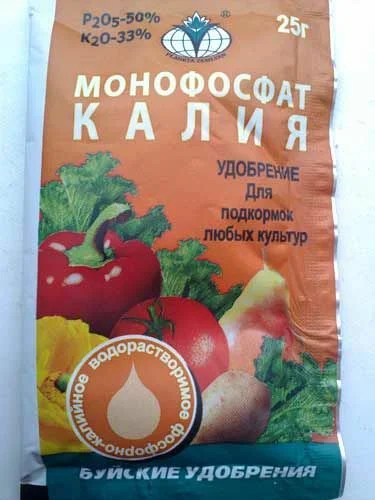 P2O5-50%
K2O-33%
®
25г
МОНОФОСФАТ
КАЛИЯ
УДОБРЕНИЕ
Для
подкормок
любых культур
водорастворимое фосфорно-калийное
БУЙСКИЕ УДОБРЕНИЯ